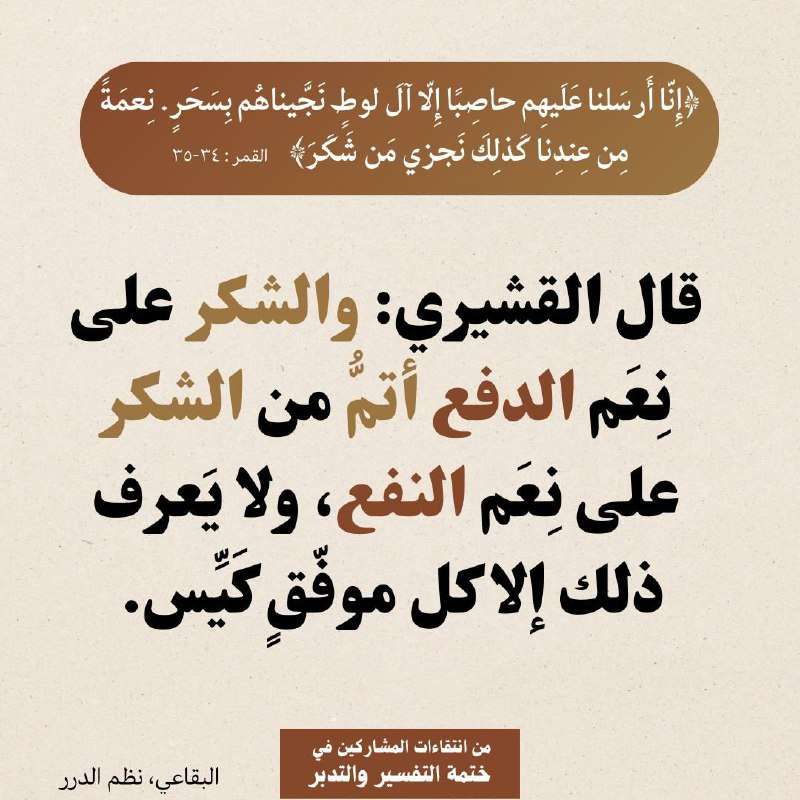 ﴿إِنّا أَرسَلنا عَلَيهِم حاصِبًا إِلّا آلَ لوطٍ نَجَّيناهُم بِسَحَرٍ. نِعمَةً
مِن عِندِنا كَذلِكَ نَجزي مَن شَكَرَ﴾ القمر: ٣٤-٣٥
قال القشيري: والشكر على
نِعَم الدفع أتمُّ من الشكر
على نِعَم النفع، ولا يَعرف
ذلك إلا كل موفّقٍ كَيِّس.
من انتقاءات المشاركين في
ختمة التفسير والتدبر
البقاعي، نظم الدرر